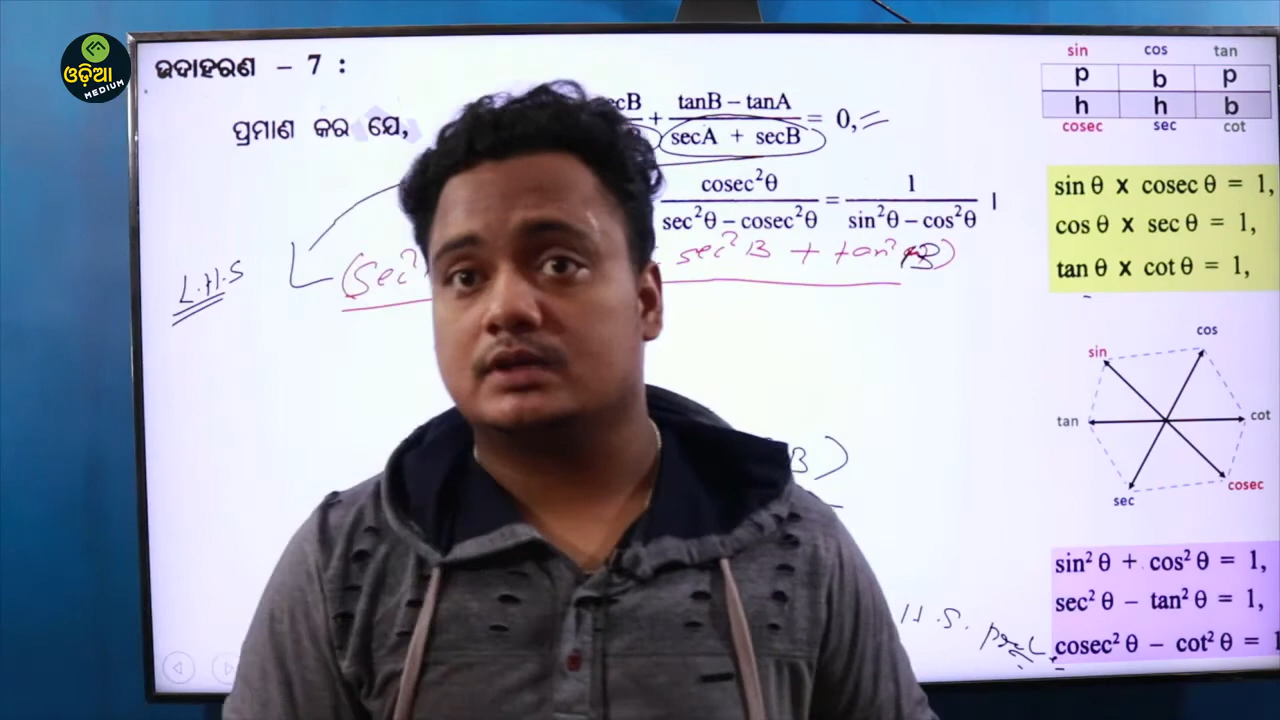 ଓଡ଼ିଆ
MEDIUM
ଉଦାହରଣ – 7 :
ପ୍ରମାଣ କର ଯେ,
ecB + tanB – tanA / secA + secB = 0,
cosec²θ / sec²θ – cosec²θ = 1 / sin²θ – cos²θ ।
L.H.S
(sec² sec²B + tan²B)
B)
H.S.
sin cos tan
p b p
h h b
cosec sec cot
sin θ x cosec θ = 1,
cos θ x sec θ = 1,
tan θ x cot θ = 1,
cos
sin
tan
cot
sec
cosec
sin² θ + cos² θ = 1,
sec² θ – tan² θ = 1,
cosec² θ – cot² θ = 1